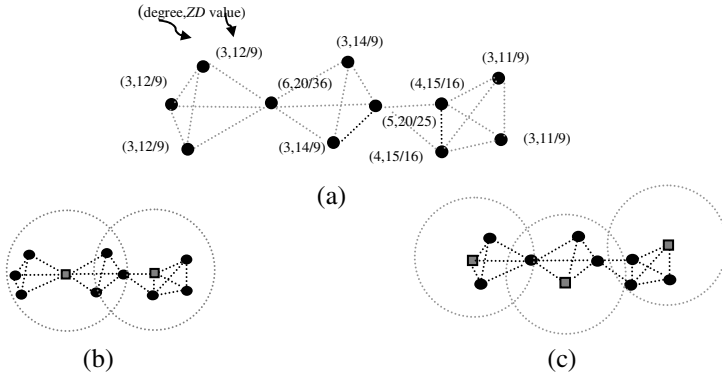 (degree,ZD value)
(3,12/9)
(3,14/9)
(3,11/9)
(3,12/9)
(6,20/36)
(4,15/16)
(5,20/25)
(3,12/9)
(3,14/9)
(4,15/16)
(3,11/9)
(a)
(b)
(c)